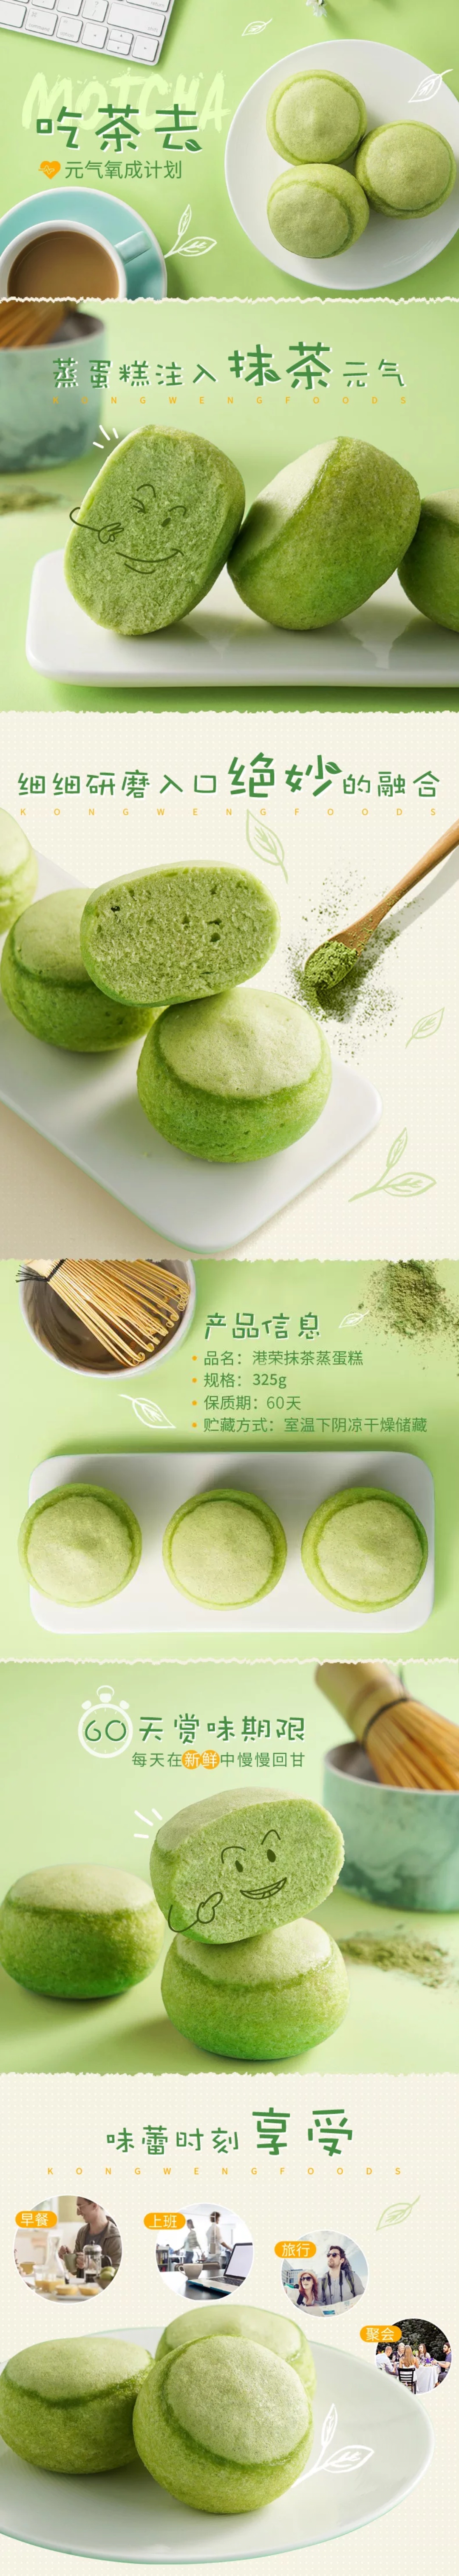 MOTCHA
吃茶去
元气氧成计划
蒸蛋糕注入抹茶元气
KONGWENGFOODS
细细研磨入口绝妙的融合
KONGWENGFOODS
产品信息
品名：港荣抹茶蒸蛋糕
规格：325g
保质期：60天
贮藏方式：室温下阴凉干燥储藏
60天赏味期限
每天在新鲜中慢慢回甘
味蕾时刻享受
KONGWENGFOODS
早餐
上班
旅行
聚会